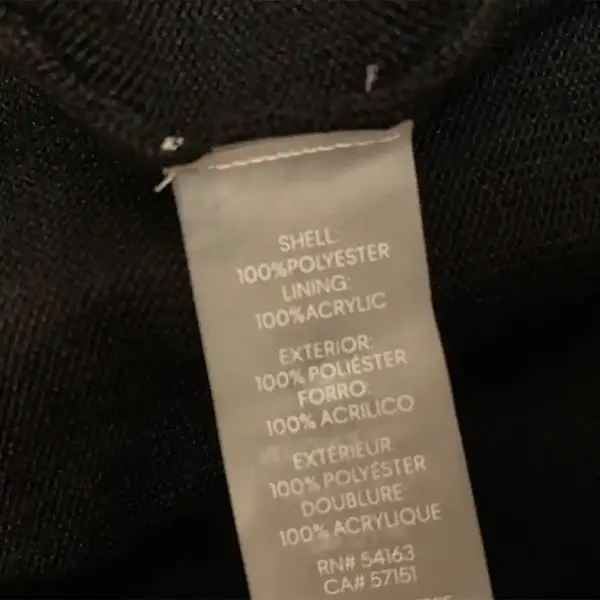 SHELL:
100%POLYESTER
LINING:
100%ACRYLIC
EXTERIOR:
100% POLIÉSTER
FORRO:
100% ACRILICO
EXTÉRIEUR
100% POLYÉSTER
DOUBLURE
100% ACRYLIQUE
RN# 54163
CA# 57151